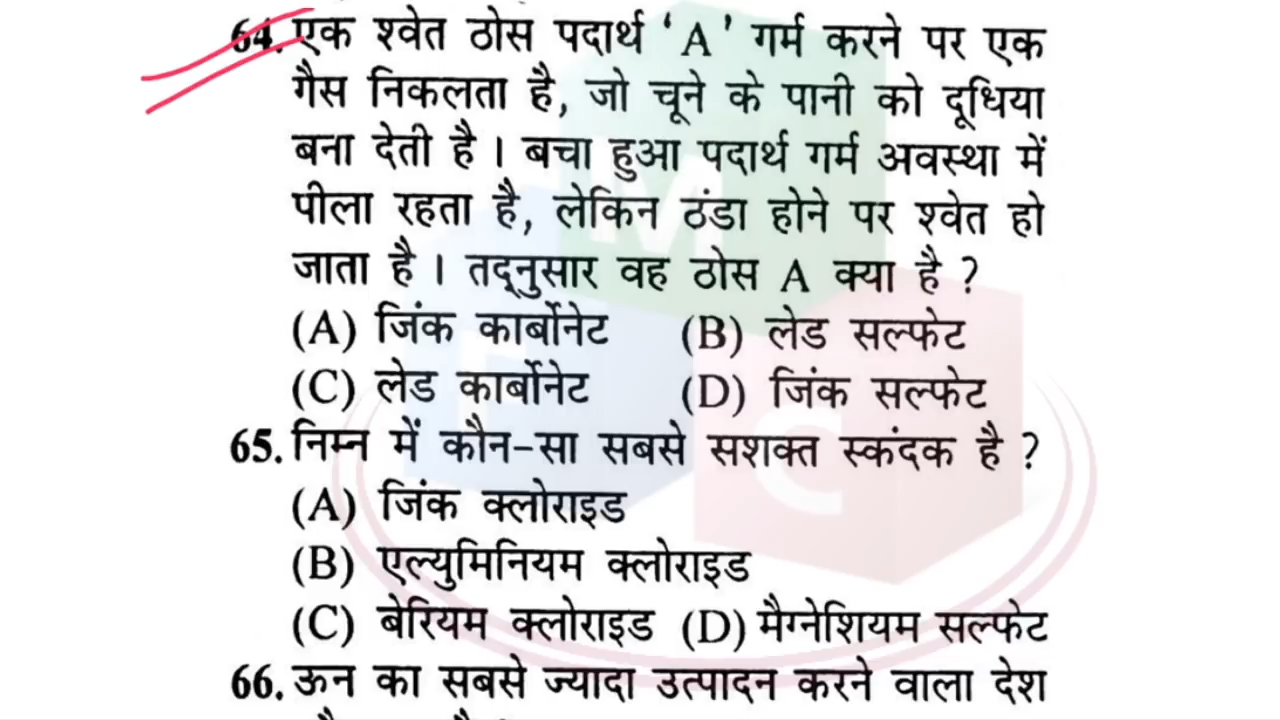 64. एक श्वेत ठोस पदार्थ ‘A’ गर्म करने पर एक
गैस निकलता है, जो चूने के पानी को दूधिया
बना देती है । बचा हुआ पदार्थ गर्म अवस्था में
पीला रहता है, लेकिन ठंडा होने पर श्वेत हो
जाता है । तद्नुसार वह ठोस A क्या है ?
(A) जिंक कार्बोनेट (B) लेड सल्फेट
(C) लेड कार्बोनेट (D) जिंक सल्फेट
65. निम्न में कौन-सा सबसे सशक्त स्कंदक है ?
(A) जिंक क्लोराइड
(B) एल्युमिनियम क्लोराइड
(C) बेरियम क्लोराइड (D) मैग्नेशियम सल्फेट
66. ऊन का सबसे ज्यादा उत्पादन करने वाला देश